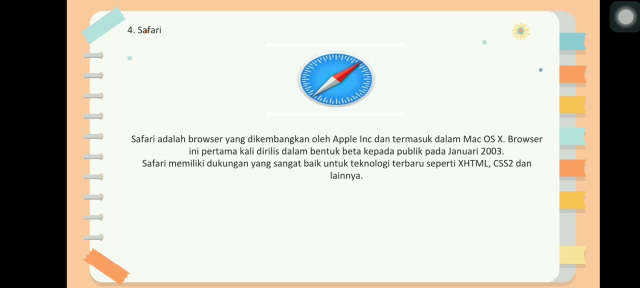 4. Safari
Safari adalah browser yang dikembangkan oleh Apple Inc dan termasuk dalam Mac OS X. Browser
ini pertama kali dirilis dalam bentuk beta kepada publik pada Januari 2003.
Safari memiliki dukungan yang sangat baik untuk teknologi terbaru seperti XHTML, CSS2 dan
lainnya.